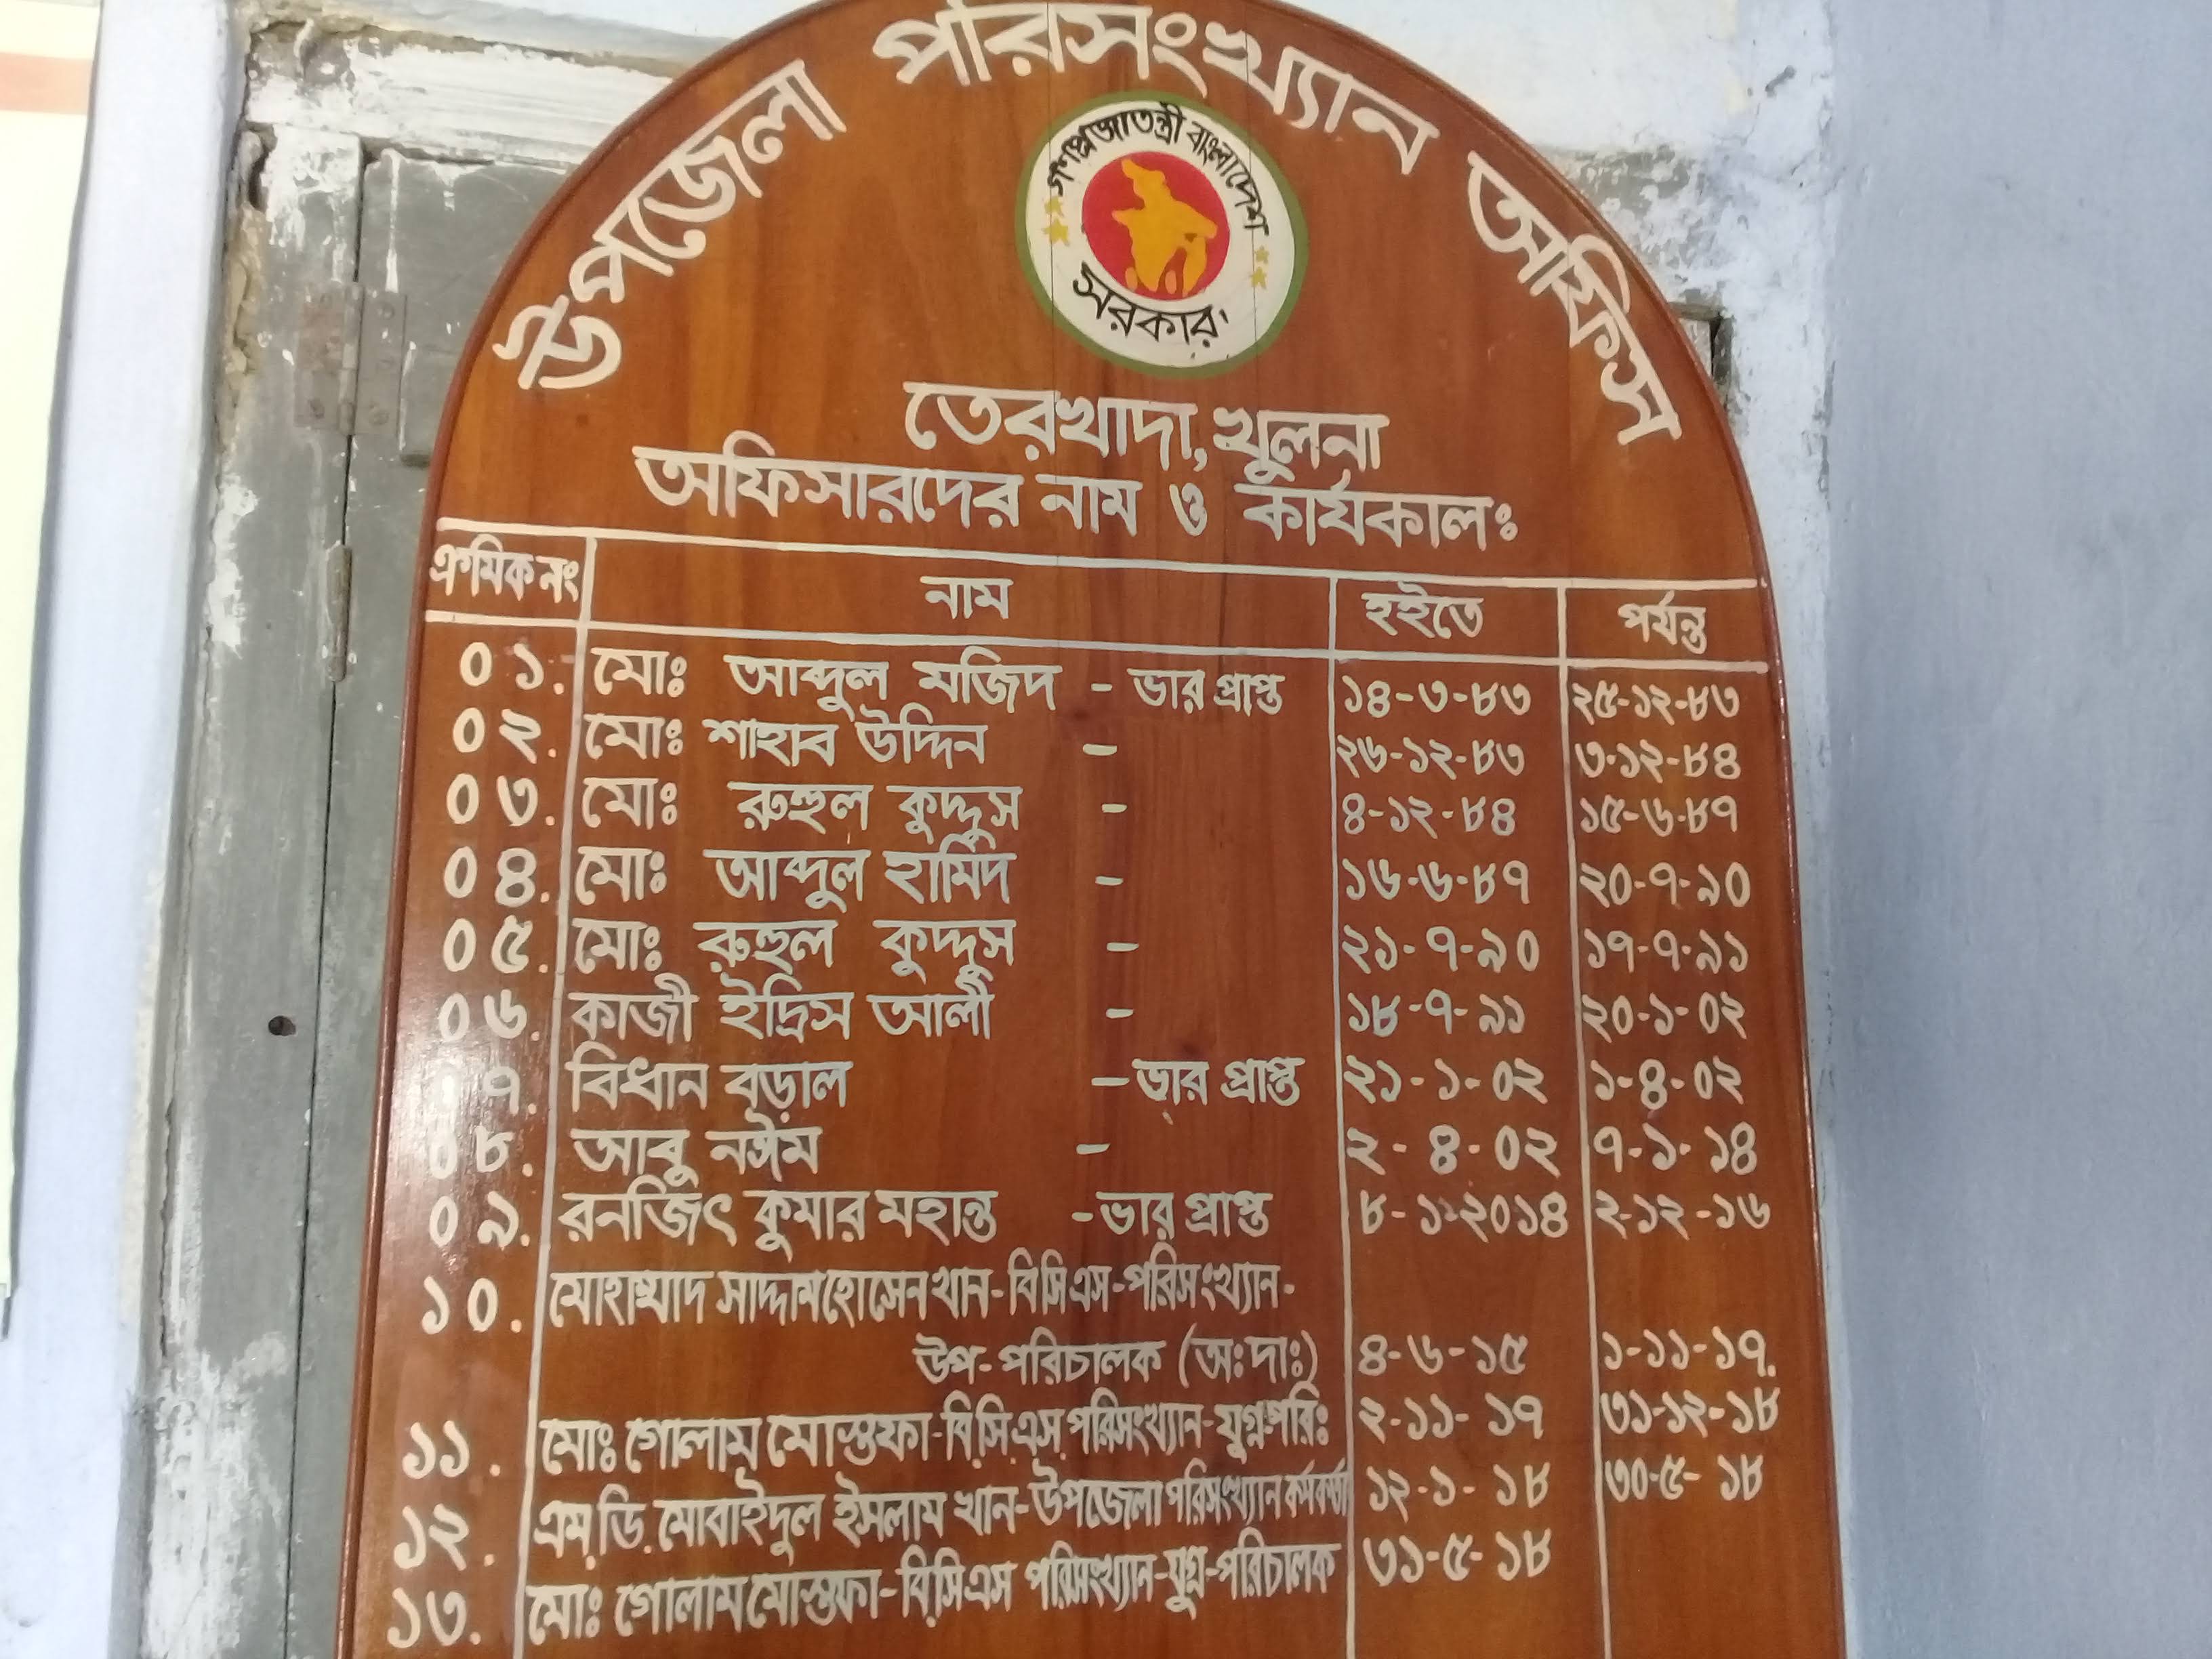 উপজেলা পরিসংখ্যান অফিস
গণপ্রজাতন্ত্রী বাংলাদেশ
সরকার
তেরখাদা, খুলনা
অফিসারদের নাম ও কার্যকালঃ
ক্রমিক নং নাম হইতে পর্যন্ত
০১. মোঃ আব্দুল মজিদ - ভার প্রাপ্ত ১৪-৩-৮৩ ২৫-১২-৮৩
০২. মোঃ শাহাব উদ্দিন - ২৬-১২-৮৩ ৩-১২-৮৪
০৩. মোঃ রুহুল কুদ্দুস - ৪-১২-৮৪ ১৫-৬-৮৭
০৪. মোঃ আব্দুল হামিদ - ১৬-৬-৮৭ ২০-৭-৯০
০৫. মোঃ রুহুল কুদ্দুস - ২১-৭-৯০ ১৭-৭-৯১
০৬. কাজী ইদ্রিস আলী - ১৮-৭-৯১ ২০-১-০২
০৭. বিধান বড়াল - ভার প্রাপ্ত ২১-১-০২ ১-৪-০২
০৮. আবু নঈম - ২-৪-০২ ৭-১-১৪
০৯. রনজিৎ কুমার মহান্ত - ভার প্রাপ্ত ৮-১-২০১৪ ২-১২-১৬
১০. মোহাম্মাদ সাদ্দাম হোসেন খান-বি সি এস-পরিসংখ্যান-
উপ-পরিচালক (অঃদাঃ) ৪-৬-১৫ ১-১১-১৭.
১১. মোঃ গোলাম মোস্তফা-বি.সি.এস. পরিসংখ্যান-যুগ্মপরিঃ ২-১১-১৭ ৩১-১২-১৮
১২. এম.ডি. মোবাইদুল ইসলাম খান-উপজেলা পরিসংখ্যান কর্মকর্তা ১২-১-১৮ ৩০-৫-১৮
১৩. মোঃ গোলাম মোস্তফা-বি.সি এস পরিসংখ্যান-যুগ্ম-পরিচালক ৩১-৫-১৮